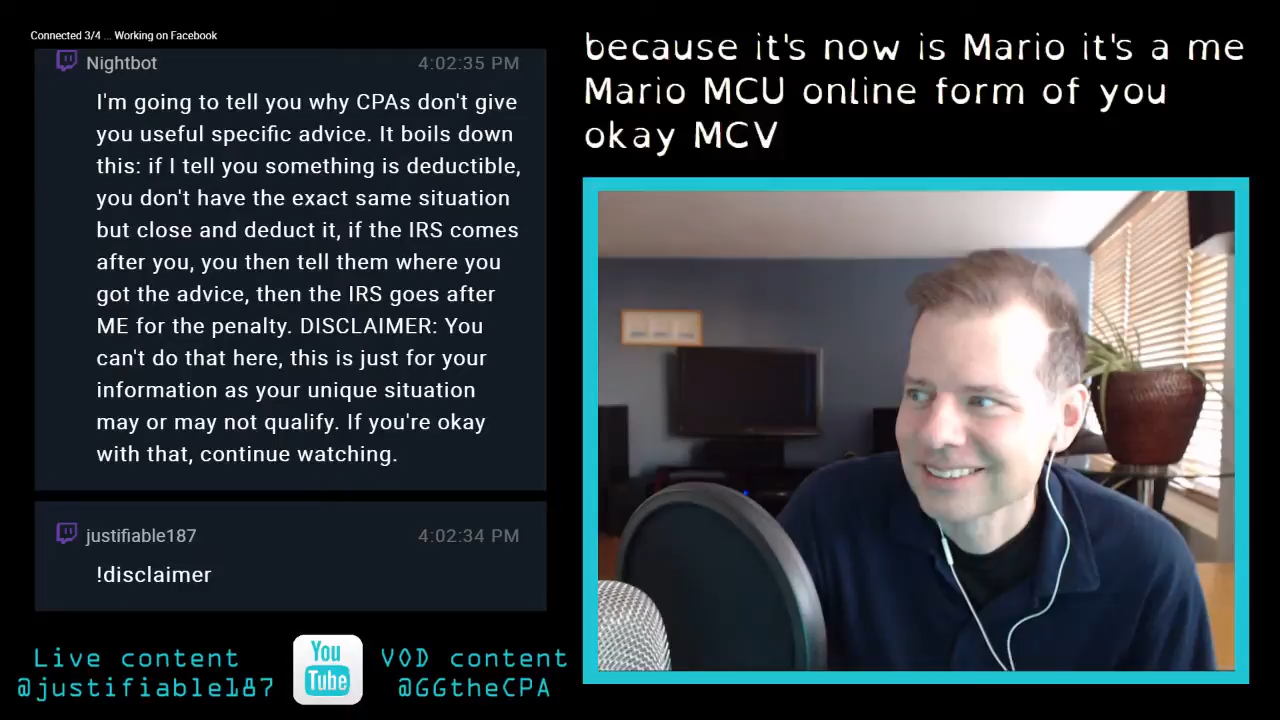 Connected 3/4 ... Working on Facebook
Nightbot 4:02:35 PM
I'm going to tell you why CPAs don't give
you useful specific advice. It boils down
this: if I tell you something is deductible,
you don't have the exact same situation
but close and deduct it, if the IRS comes
after you, you then tell them where you
got the advice, then the IRS goes after
ME for the penalty. DISCLAIMER: You
can't do that here, this is just for your
information as your unique situation
may or may not qualify. If you're okay
with that, continue watching.
justifiable187 4:02:34 PM
!disclaimer
because it's now is Mario it's a me
Mario MCU online form of you
okay MCV
Live content
@justifiable187
You
Tube
VOD content
@GGtheCPA